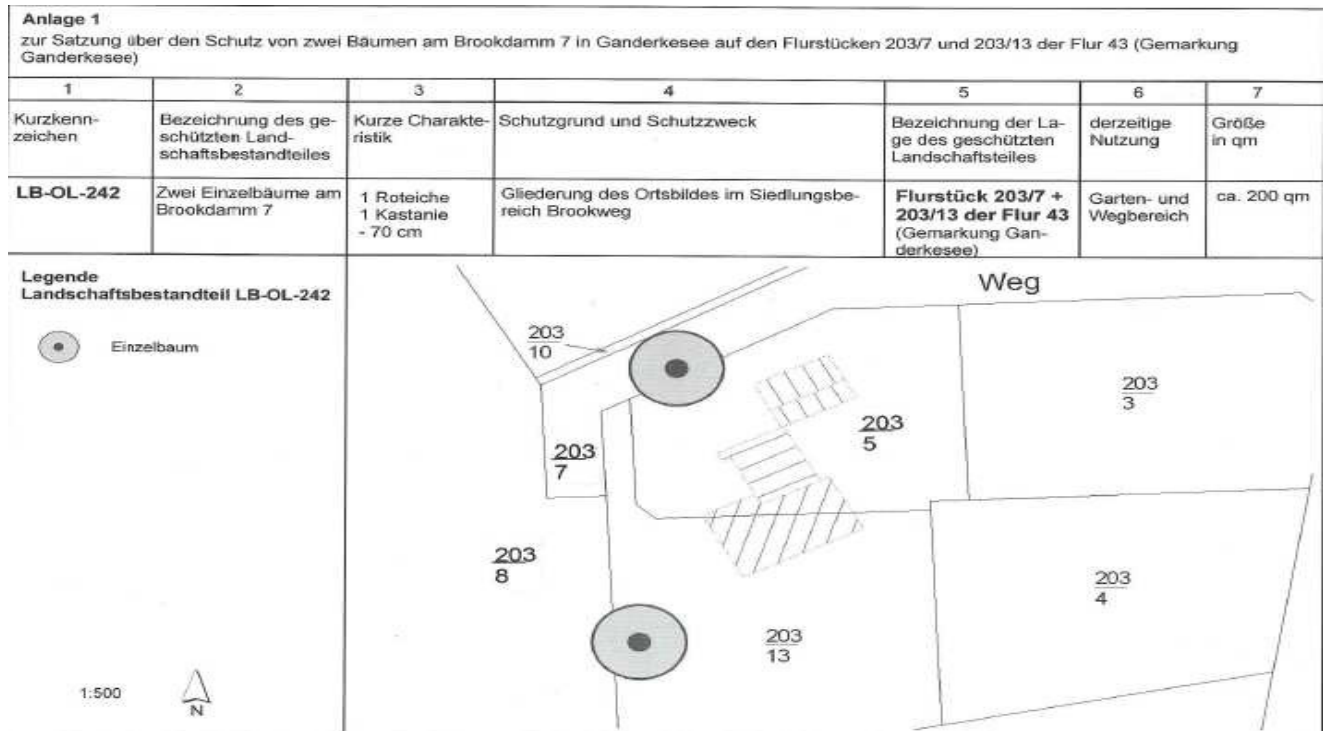 Anlage 1
zur Satzung über den Schutz von zwei Bäumen am Brookdamm 7 in Ganderkesee auf den Flurstücken 203/7 und 203/13 der Flur 43 (Gemarkung
Ganderkesee)
1 2 3 4 5 6 7
Kurzkenn-
zeichen
Bezeichnung des ge-
schützten Land-
schaftsbestandteiles
Kurze Charakte-
ristik
Schutzgrund und Schutzzweck
Bezeichnung der La-
ge des geschützten
Landschaftsteiles
derzeitige
Nutzung
Größe
in qm
LB-OL-242
Zwei Einzelbäume am
Brookdamm 7
1 Roteiche
1 Kastanie
- 70 cm
Gliederung des Ortsbildes im Siedlungsbe-
reich Brookweg
Flurstück 203/7 +
203/13 der Flur 43
(Gemarkung Gan-
derkesee)
Garten- und
Wegbereich
ca. 200 qm
Legende
Landschaftsbestandteil LB-OL-242
Einzelbaum
Weg
203
10
203
3
203
5
203
7
203
8
203
4
203
13
1:500
N